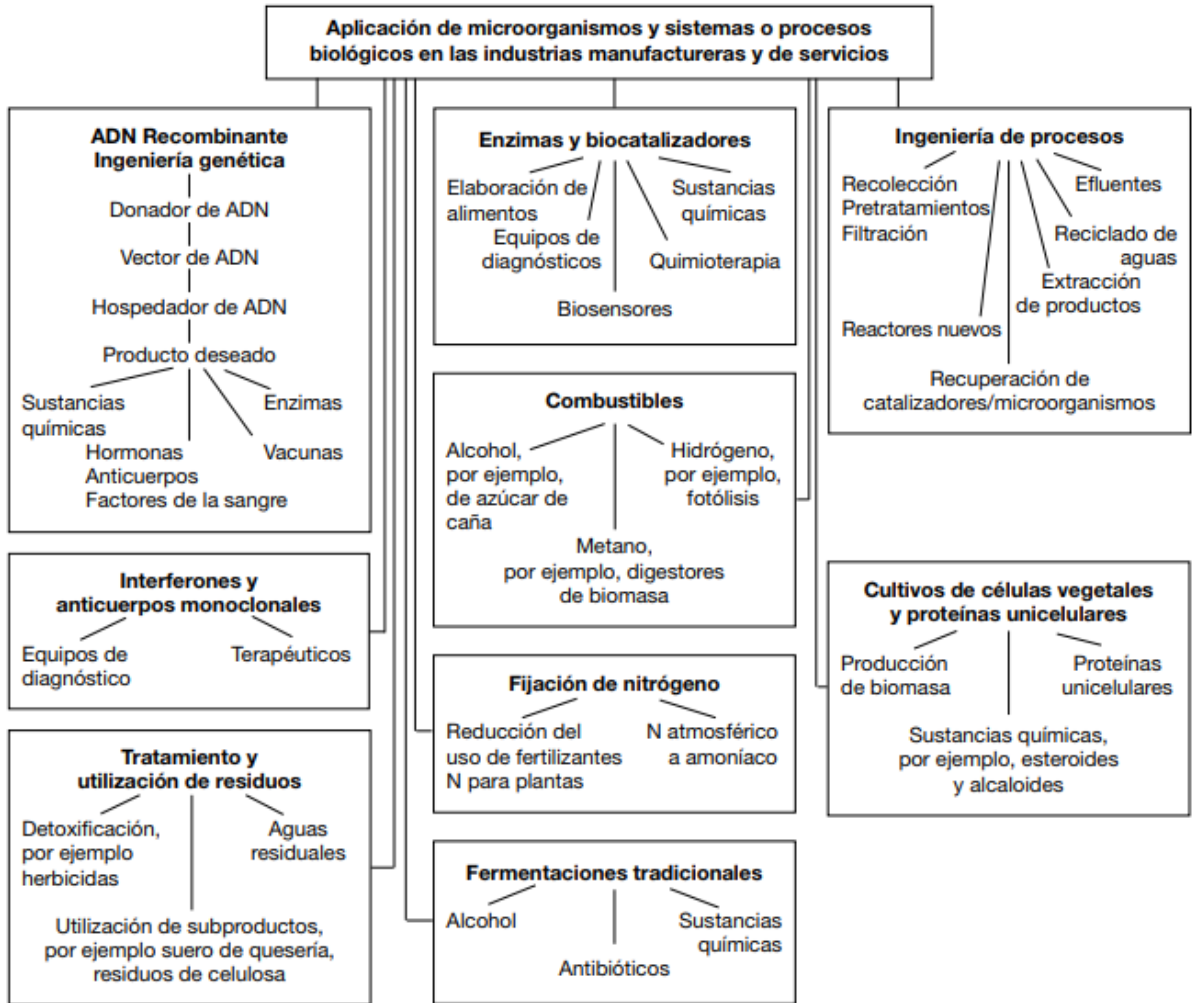 Aplicación de microorganismos y sistemas o procesos
biológicos en las industrias manufactureras y de servicios
ADN Recombinante
Ingeniería genética
Donador de ADN
Vector de ADN
Hospedador de ADN
Producto deseado
Sustancias
químicas
Enzimas
Hormonas
Anticuerpos
Factores de la sangre
Vacunas
Interferones y
anticuerpos monoclonales
Equipos de
diagnóstico
Terapéuticos
Tratamiento y
utilización de residuos
Detoxificación,
por ejemplo
herbicidas
Aguas
residuales
Utilización de subproductos,
por ejemplo suero de quesería,
residuos de celulosa
Enzimas y biocatalizadores
Elaboración de
alimentos
Sustancias
químicas
Equipos de
diagnósticos
Quimioterapia
Biosensores
Combustibles
Alcohol,
por ejemplo,
de azúcar de
caña
Hidrógeno,
por ejemplo,
fotólisis
Metano,
por ejemplo, digestores
de biomasa
Fijación de nitrógeno
Reducción del
uso de fertilizantes
N para plantas
N atmosférico
a amoníaco
Fermentaciones tradicionales
Alcohol
Sustancias
químicas
Antibióticos
Ingeniería de procesos
Recolección
Pretratamientos
Filtración
Efluentes
Reciclado de
aguas
Extracción
de productos
Reactores nuevos
Recuperación de
catalizadores/microorganismos
Cultivos de células vegetales
y proteínas unicelulares
Producción
de biomasa
Proteínas
unicelulares
Sustancias químicas,
por ejemplo, esteroides
y alcaloides